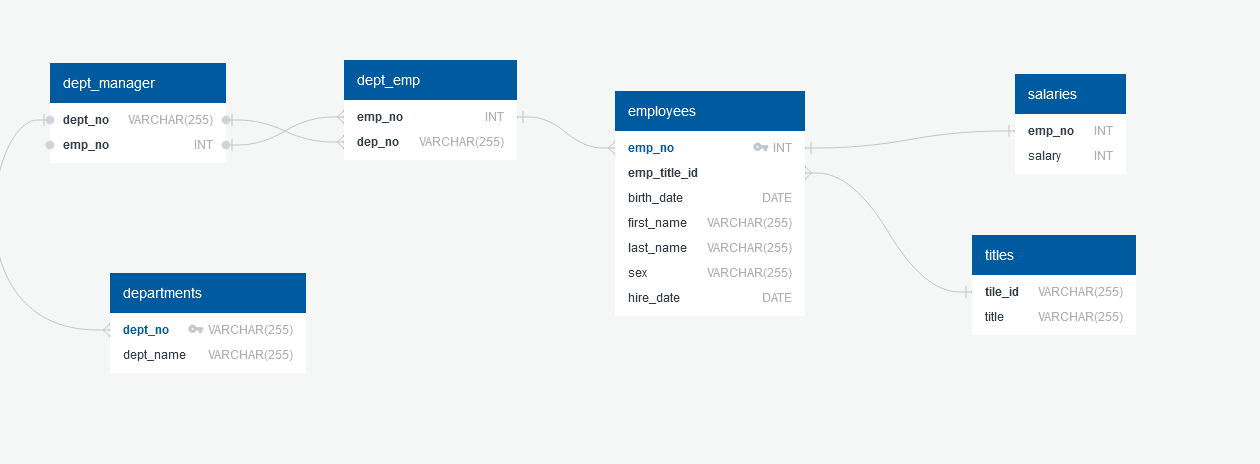 dept_manager
dept_no VARCHAR(255)
emp_no INT
dept_emp
emp_no INT
dep_no VARCHAR(255)
employees
emp_no INT
emp_title_id
birth_date DATE
first_name VARCHAR(255)
last_name VARCHAR(255)
sex VARCHAR(255)
hire_date DATE
salaries
emp_no INT
salary INT
titles
tile_id VARCHAR(255)
title VARCHAR(255)
departments
dept_no VARCHAR(255)
dept_name VARCHAR(255)